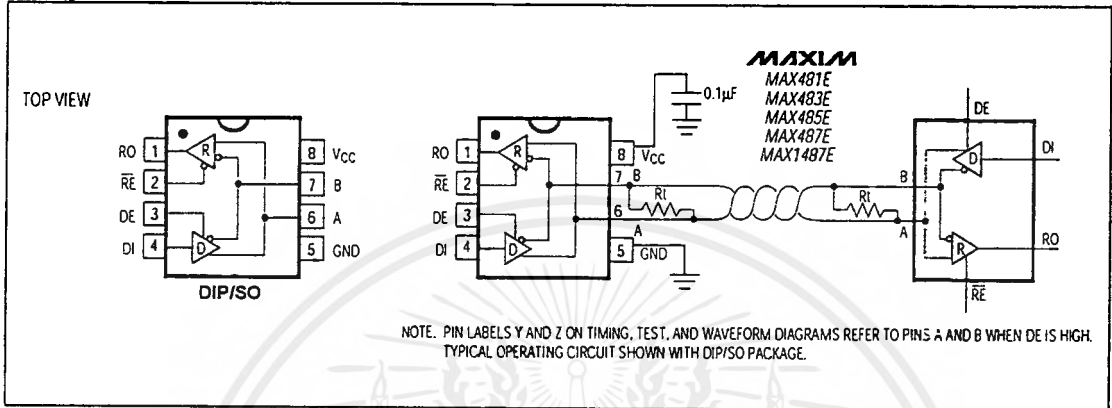 TOP VIEW
RO 1
RE 2
DE 3
DI 4
8 VCC
7 B
6 A
5 GND
R
D
DIP/SO
RO 1
RE 2
DE 3
DI 4
R
D
8 VCC
7 B
6 A
5 GND
0.1µF
Rt
MAXIM
MAX481E
MAX483E
MAX485E
MAX487E
MAX1487E
Rt
DE
DI
B
D
A
R
RO
RE
NOTE. PIN LABELS Y AND Z ON TIMING, TEST, AND WAVEFORM DIAGRAMS REFER TO PINS A AND B WHEN DE IS HIGH.
TYPICAL OPERATING CIRCUIT SHOWN WITH DIP/SO PACKAGE.